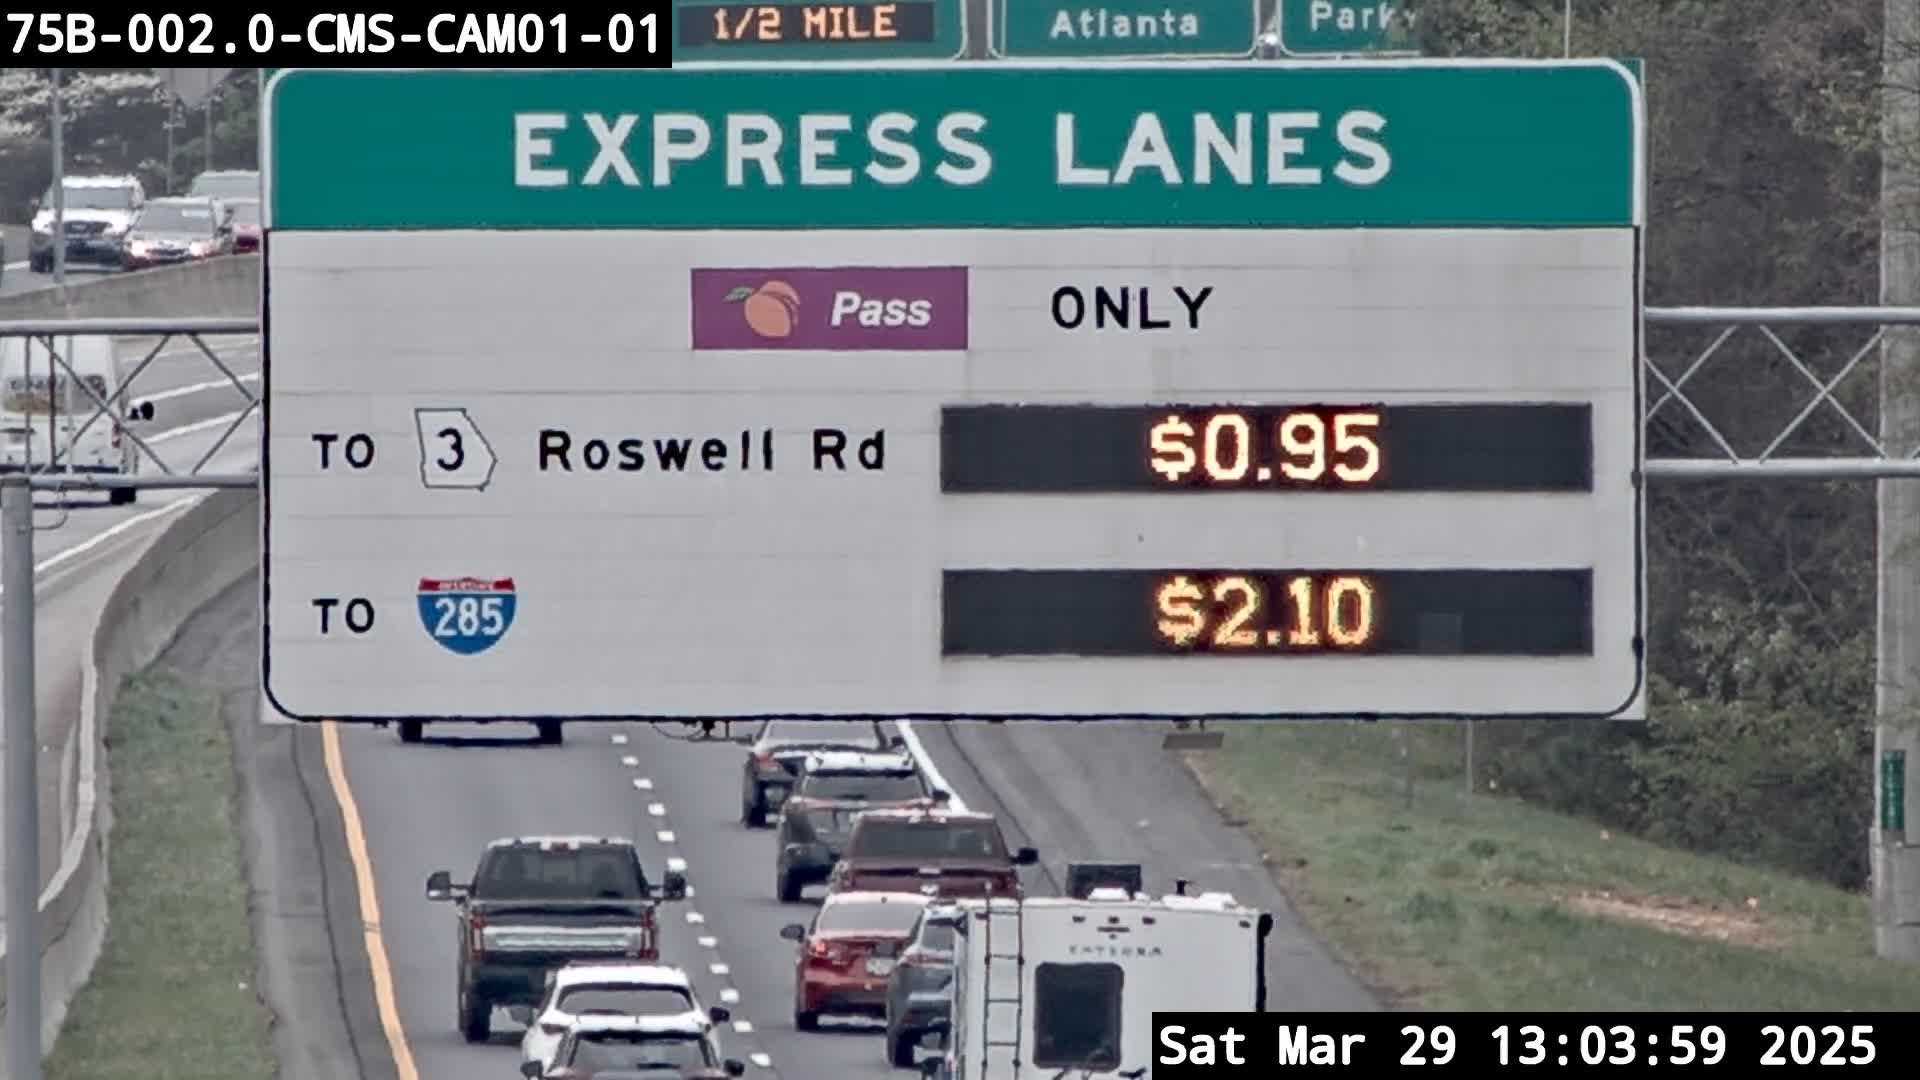 75B-002.0-CMS-CAM01-01
1/2 MILE
Atlanta
EXPRESS LANES
Pass ONLY
TO 3 Roswell Rd $0.95
TO 285 $2.10
Sat Mar 29 13:03:59 2025